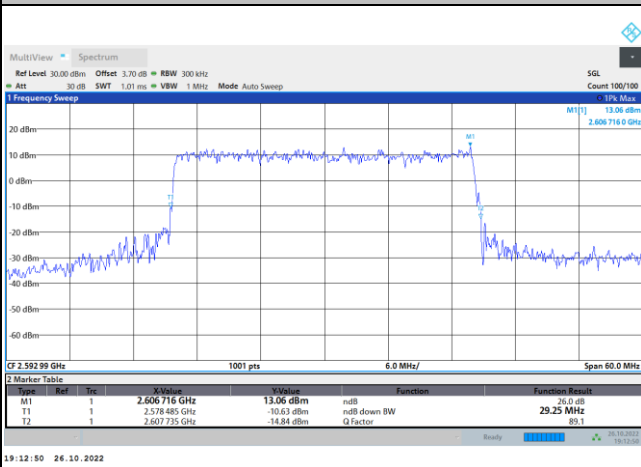 MultiView Spectrum
Ref Level 30.00 dBm Offset 3.70 dB RBW 300 kHz SGL
Att 30 dB SWT 1.01 ms VBW 1 MHz Mode Auto Sweep Count 100/100
1 Frequency Sweep 1Pk Max
M1[1] 13.06 dBm
2.606 716 0 GHz
M1
20 dBm
10 dBm
0 dBm
T1
-10 dBm
-20 dBm
-30 dBm
-40 dBm
-50 dBm
-60 dBm
CF 2.592 99 GHz 1001 pts 6.0 MHz/ Span 60.0 MHz
2 Marker Table
Type Ref Trc X-Value Y-Value Function Function Result
M1 1 2.606 716 GHz 13.06 dBm ndB 26.0 dB
T1 1 2.578 485 GHz -10.63 dBm ndB down BW 29.25 MHz
T2 1 2.607 735 GHz -14.84 dBm Q Factor 89.1
Ready 26.10.2022
19:12:50
19:12:50 26.10.2022